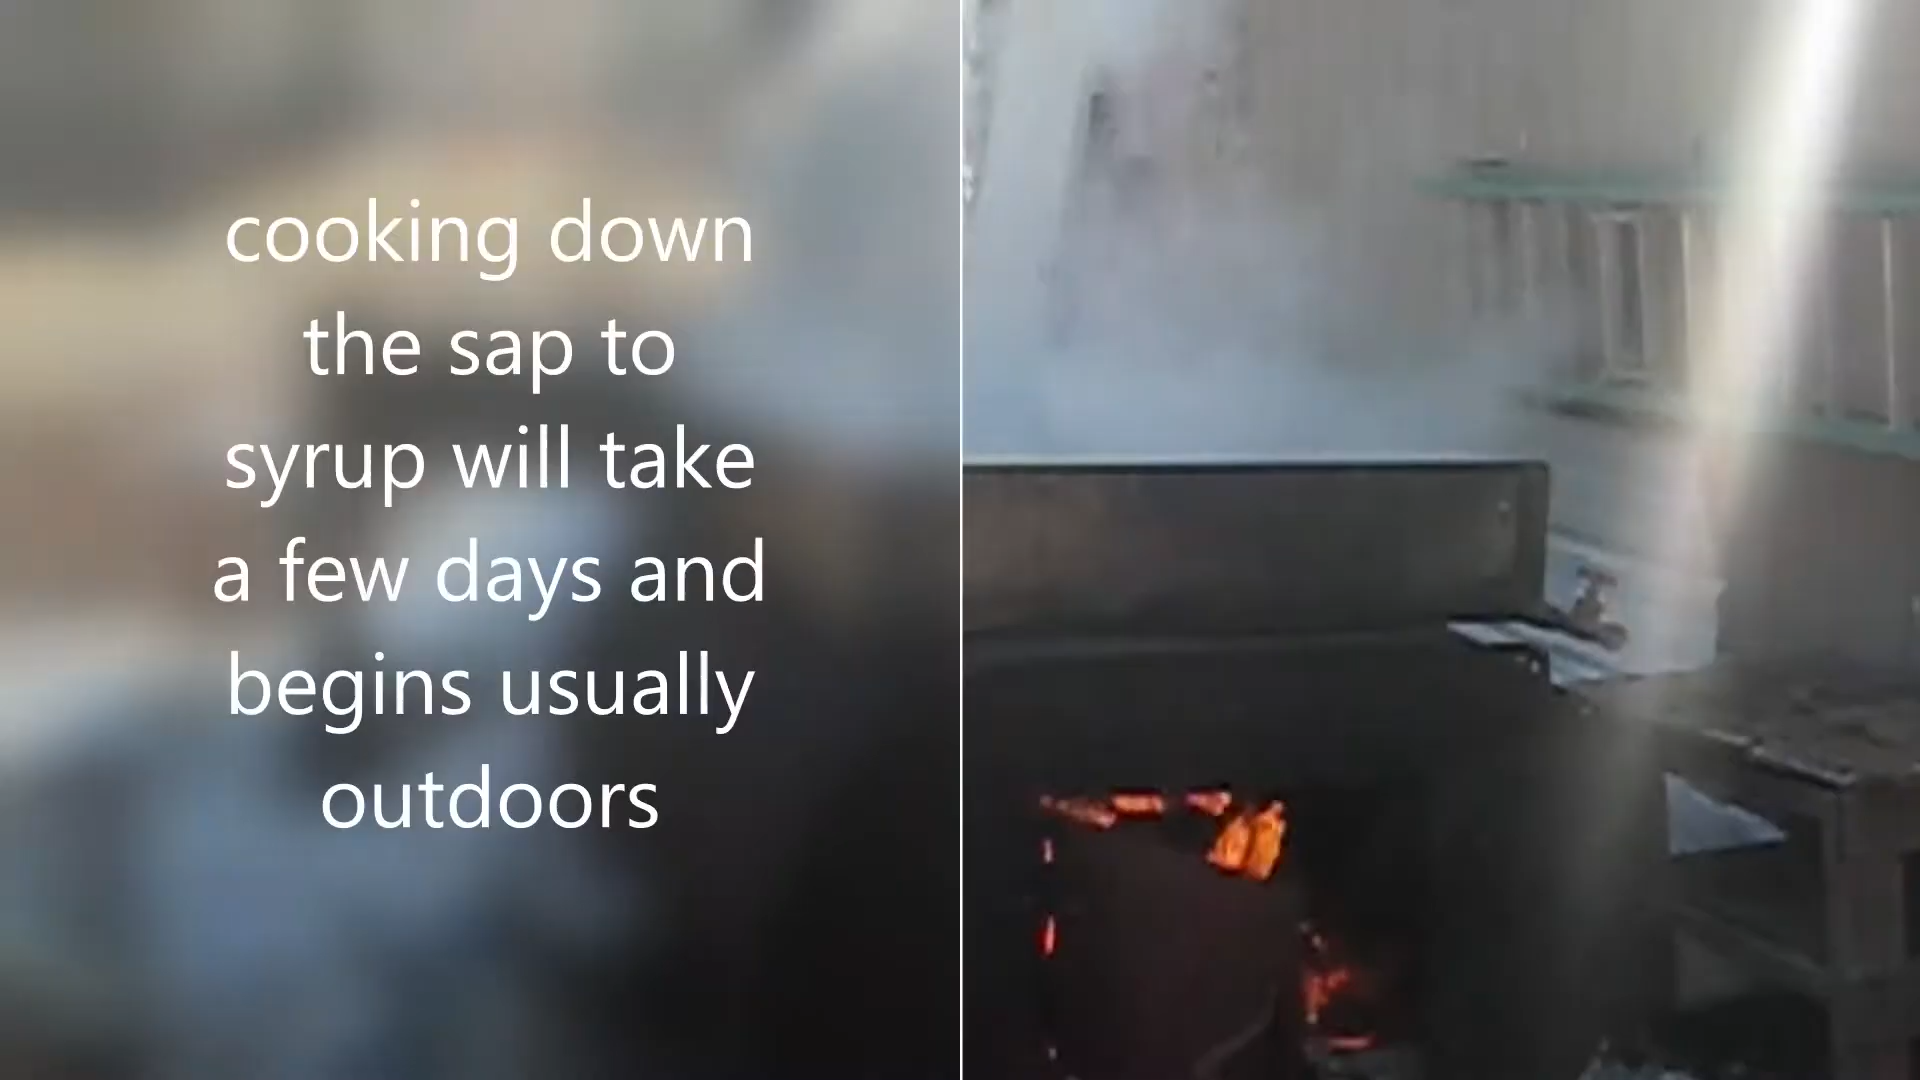 cooking down
the sap to
syrup will take
a few days and
begins usually
outdoors